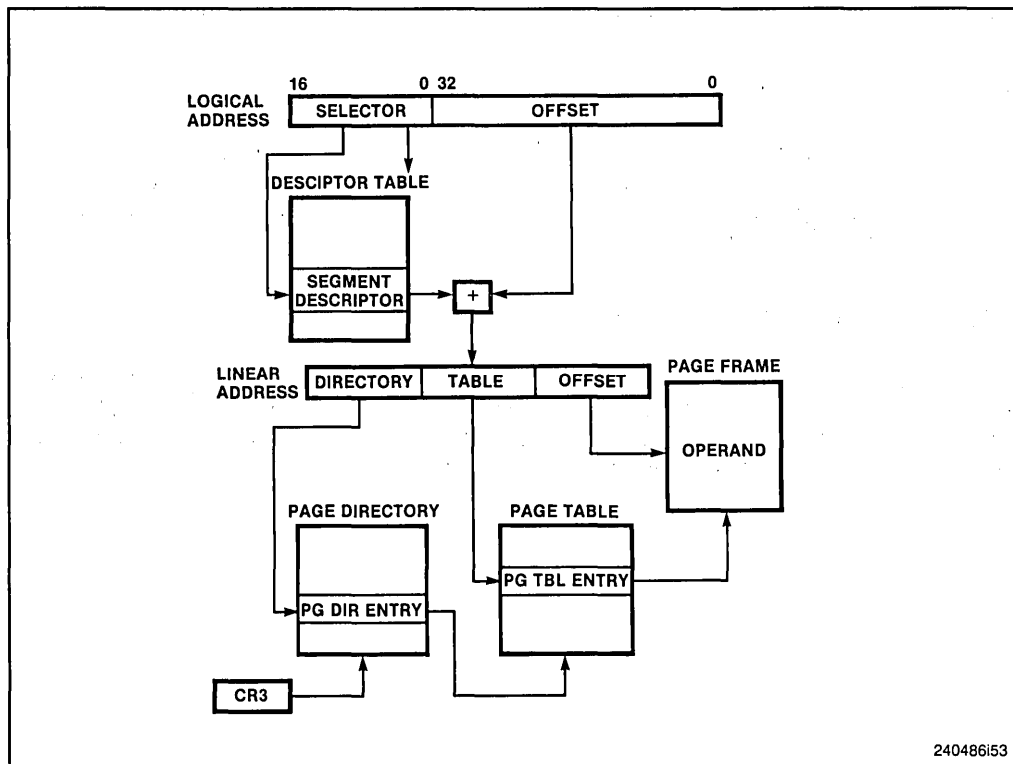 16 0 32 0
LOGICAL
ADDRESS
SELECTOR OFFSET
DESCIPTOR TABLE
SEGMENT
DESCRIPTOR
+
LINEAR
ADDRESS
DIRECTORY TABLE OFFSET
PAGE FRAME
OPERAND
PAGE DIRECTORY PAGE TABLE
PG TBL ENTRY
PG DIR ENTRY
CR3
240486i53